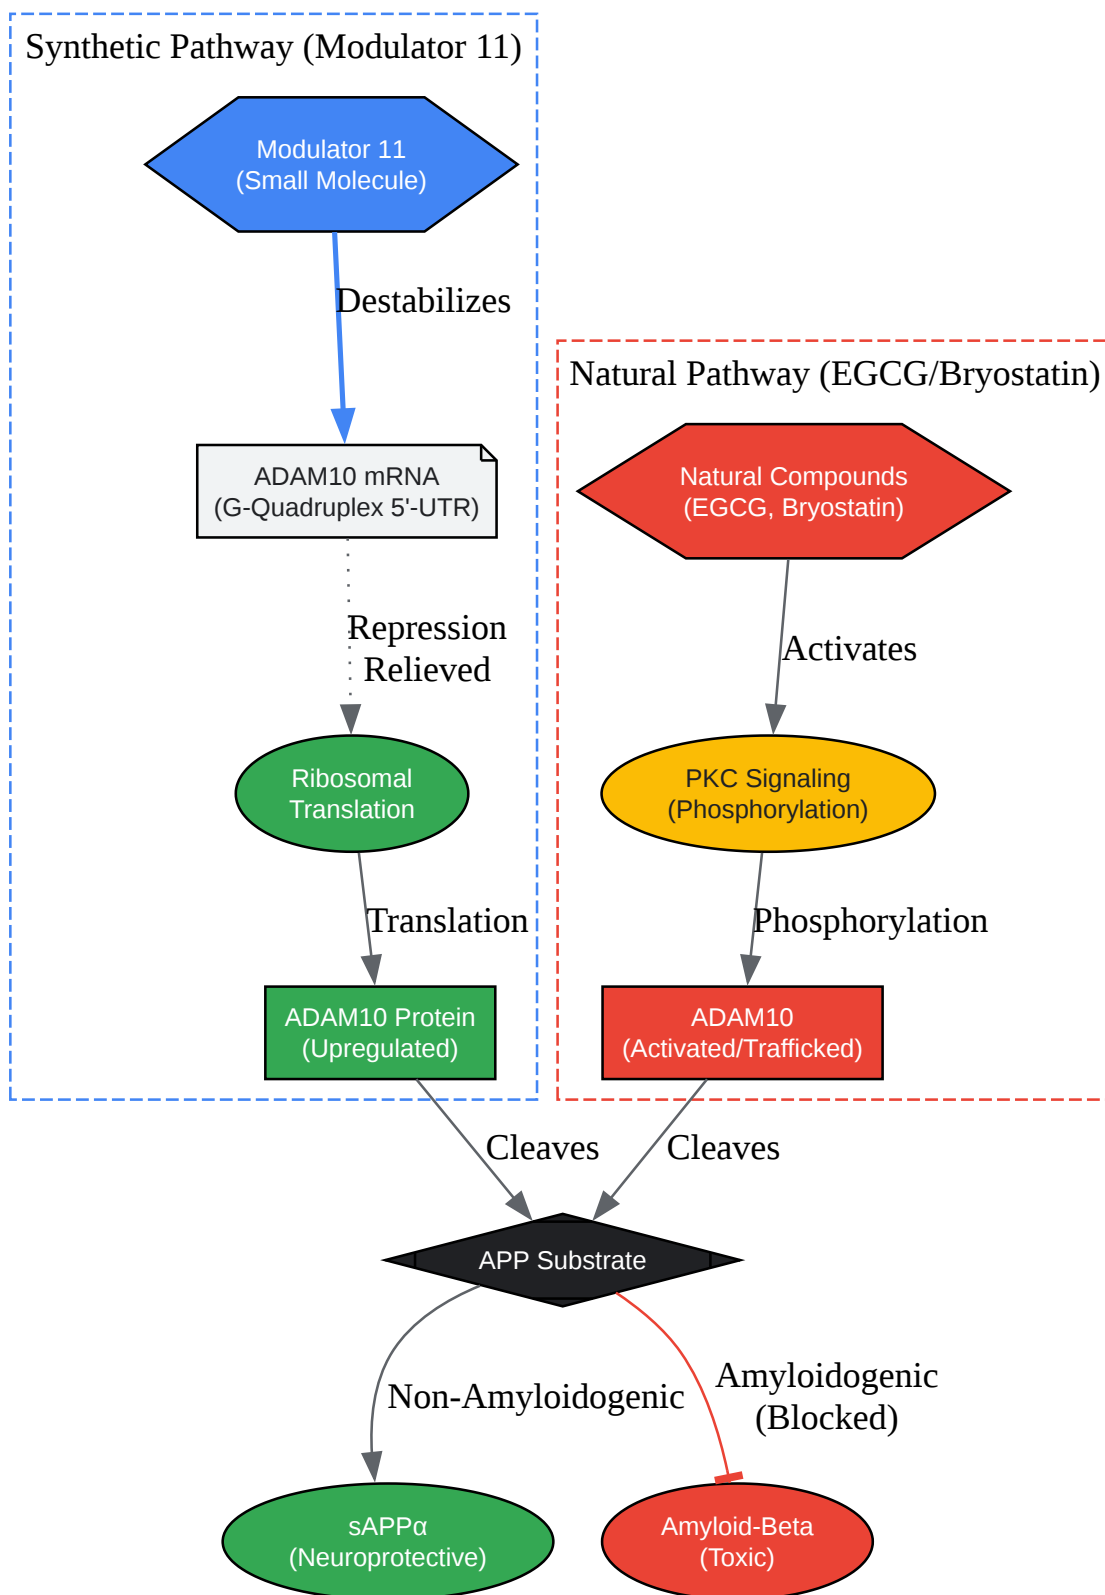 Synthetic Pathway (Modulator 11)
Modulator 11
(Small Molecule)
Destabilizes
ADAM10 mRNA
(G-Quadruplex 5'-UTR)
Repression
Relieved
Ribosomal
Translation
Translation
ADAM10 Protein
(Upregulated)
Natural Pathway (EGCG/Bryostatin)
Natural Compounds
(EGCG, Bryostatin)
Activates
PKC Signaling
(Phosphorylation)
Phosphorylation
ADAM10
(Activated/Trafficked)
Cleaves
Cleaves
APP Substrate
Non-Amyloidogenic
Amyloidogenic
(Blocked)
sAPPα
(Neuroprotective)
Amyloid-Beta
(Toxic)